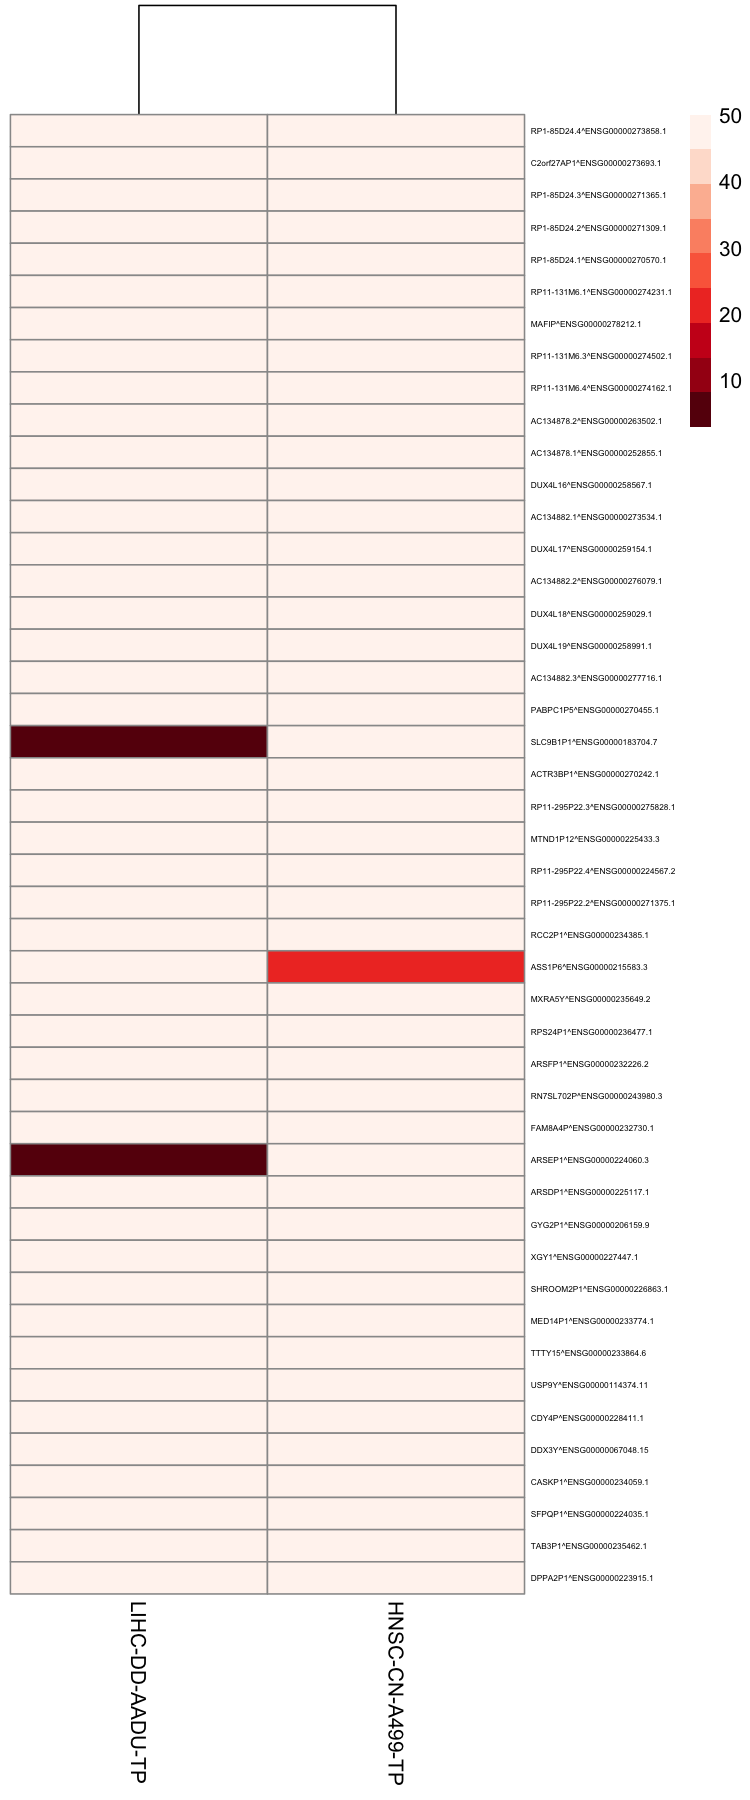 50
RP1-85D24.4^ENSG00000273858.1
C2orf27AP1^ENSG00000273693.1
40
RP1-85D24.3^ENSG00000271365.1
RP1-85D24.2^ENSG00000271309.1
30
RP1-85D24.1^ENSG00000270570.1
RP11-131M6.1^ENSG00000274231.1
20
MAFIP^ENSG00000278212.1
RP11-131M6.3^ENSG00000274502.1
10
RP11-131M6.4^ENSG00000274162.1
AC134878.2^ENSG00000263502.1
AC134878.1^ENSG00000252855.1
DUX4L16^ENSG00000258567.1
AC134882.1^ENSG00000273534.1
DUX4L17^ENSG00000259154.1
AC134882.2^ENSG00000276079.1
DUX4L18^ENSG00000259029.1
DUX4L19^ENSG00000258991.1
AC134882.3^ENSG00000277716.1
PABPC1P5^ENSG00000270455.1
SLC9B1P1^ENSG00000183704.7
ACTR3BP1^ENSG00000270242.1
RP11-295P22.3^ENSG00000275828.1
MTND1P12^ENSG00000225433.3
RP11-295P22.4^ENSG00000224567.2
RP11-295P22.2^ENSG00000271375.1
RCC2P1^ENSG00000234385.1
ASS1P6^ENSG00000215583.3
MXRA5Y^ENSG00000235649.2
RPS24P1^ENSG00000236477.1
ARSFP1^ENSG00000232226.2
RN7SL702P^ENSG00000243980.3
FAM8A4P^ENSG00000232730.1
ARSEP1^ENSG00000224060.3
ARSDP1^ENSG00000225117.1
GYG2P1^ENSG00000206159.9
XGY1^ENSG00000227447.1
SHROOM2P1^ENSG00000226863.1
MED14P1^ENSG00000233774.1
TTTY15^ENSG00000233864.6
USP9Y^ENSG00000114374.11
CDY4P^ENSG00000228411.1
DDX3Y^ENSG00000067048.15
CASKP1^ENSG00000234059.1
SFPQP1^ENSG00000224035.1
TAB3P1^ENSG00000235462.1
DPPA2P1^ENSG00000223915.1
LIHC-DD-AADU-TP
HNSC-CN-A499-TP